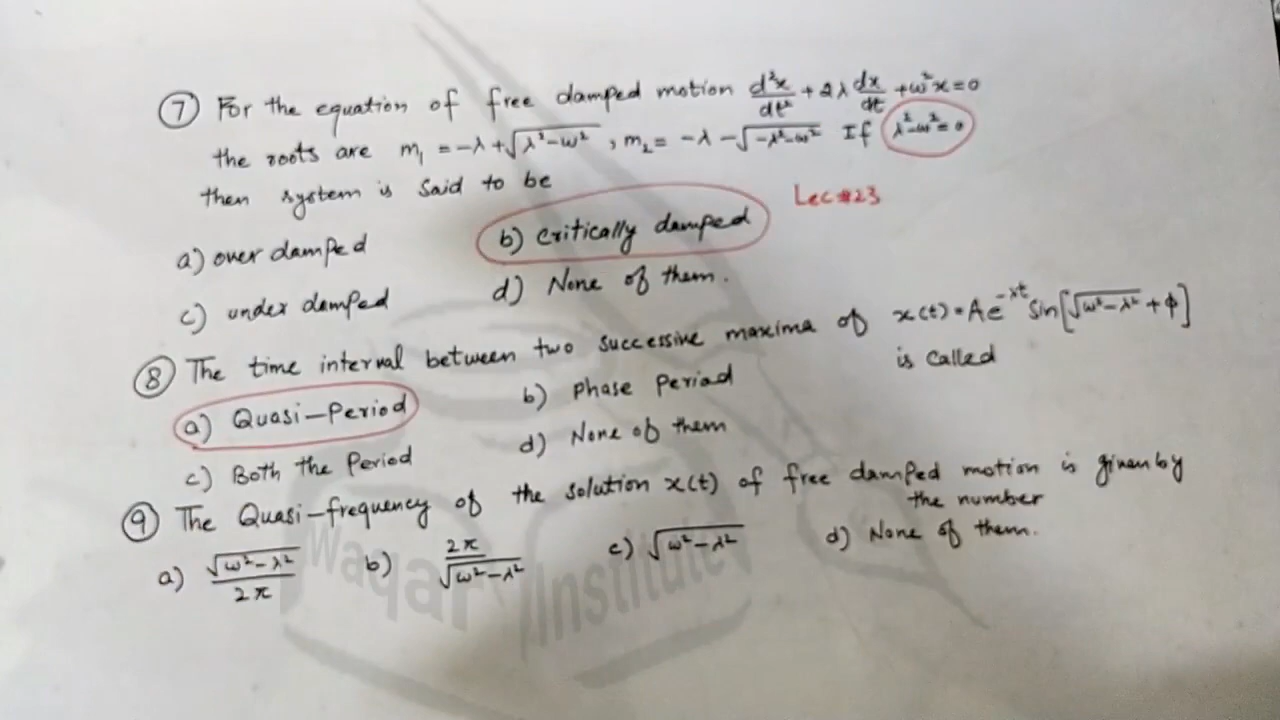 ⑦ For the equation of free damped motion d²x/dt² + 2λ dx/dt + ω²x=0
the roots are m₁ = -λ+√(λ²-ω²) , m₂ = -λ-√(-λ²-ω²) If λ²-ω²=0
then system is said to be
Lec#23
a) over damped b) Critically damped
c) under damped d) None of them.
⑧ The time interval between two successive maxima of x(t)=Ae^(-λt) Sin[√(ω²-λ²)+φ]
is called
a) Quasi-Period b) Phase Period
c) Both the Period d) None of them
⑨ The Quasi-frequency of the solution x(t) of free damped motion is given by
the number
a) √(ω²-λ²)/2π b) 2π/√(ω²-λ²) c) √(ω²-λ²) d) None of them.
Waqar Institute